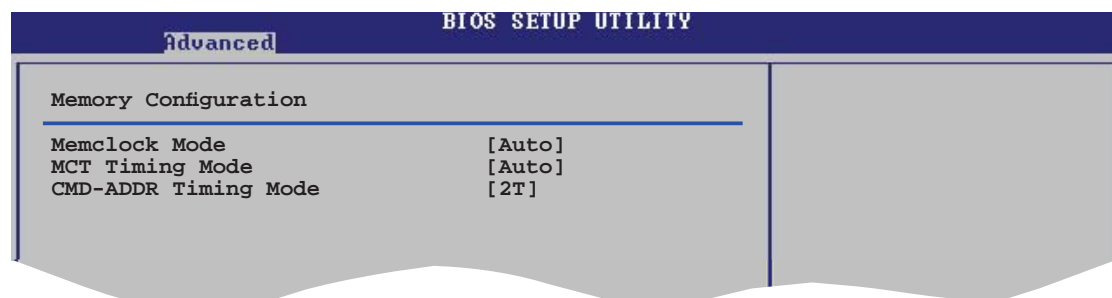 BIOS SETUP UTILITY
Advanced
Memory Configuration
Memclock Mode [Auto]
MCT Timing Mode [Auto]
CMD-ADDR Timing Mode [2T]